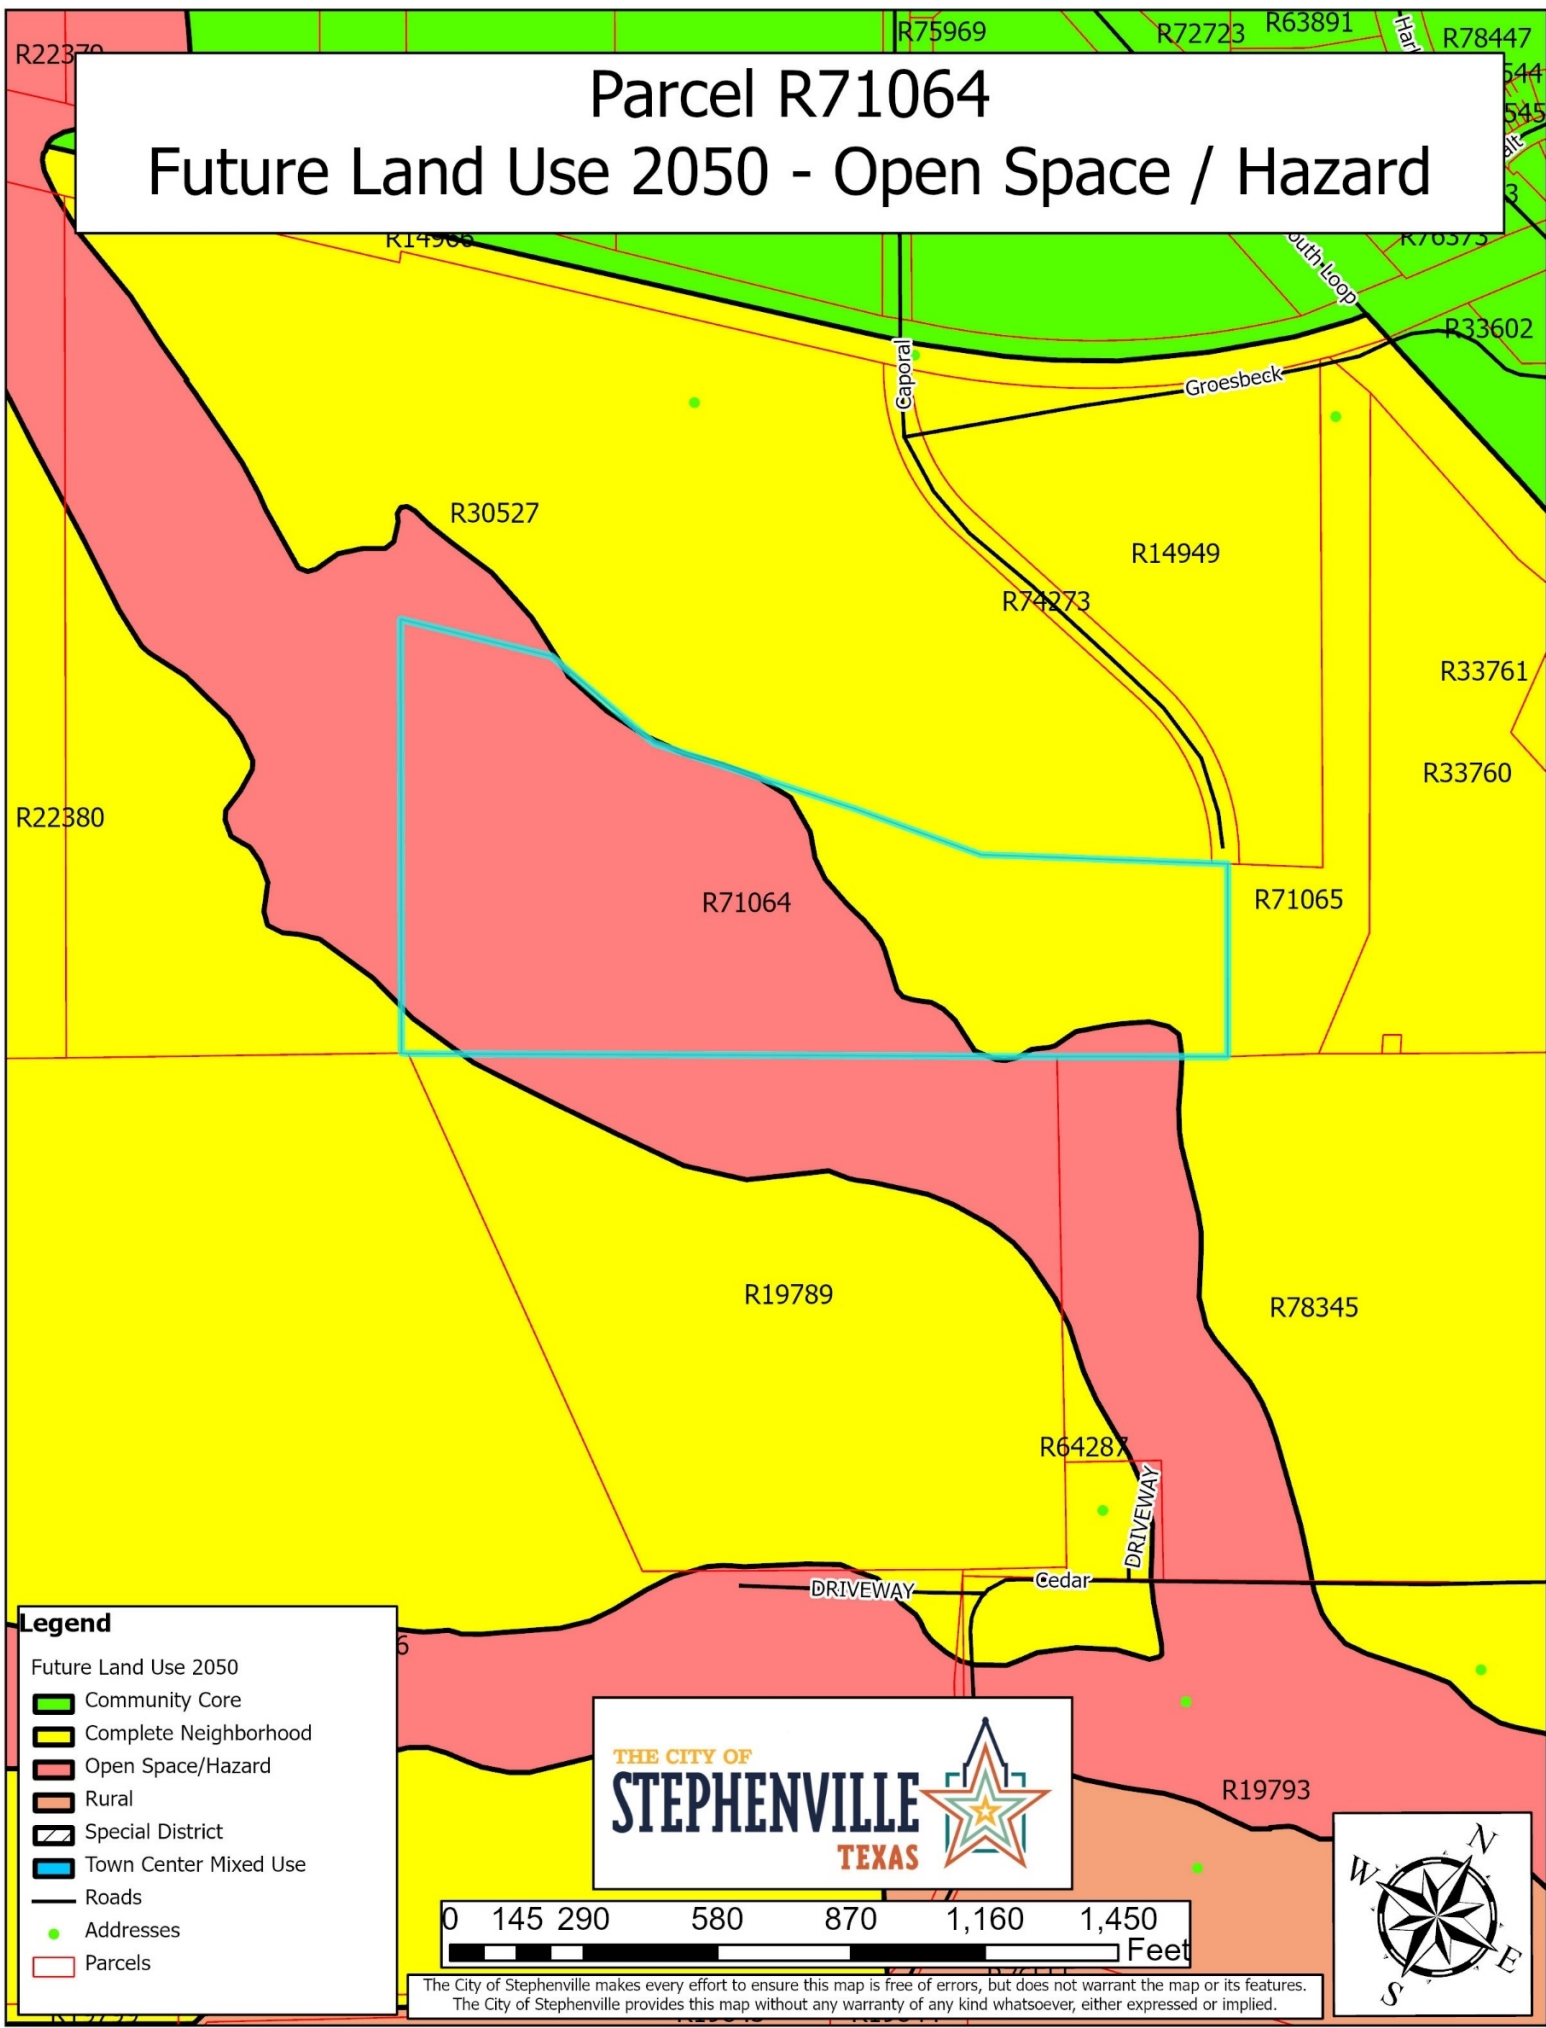 R75969
R72723
R63891
R78447
Parcel R71064
Future Land Use 2050 - Open Space / Hazard
R14966
R76373
South Loop
R33602
Caporal
Groesbeck
R30527
R14949
R74273
R33761
R33760
R22380
R71064
R71065
R19789
R78345
R64287
DRIVEWAY
DRIVEWAY
Cedar
Legend
Future Land Use 2050
Community Core
Complete Neighborhood
Open Space/Hazard
Rural
Special District
Town Center Mixed Use
Roads
Addresses
Parcels
THE CITY OF
STEPHENVILLE
TEXAS
R19793
N
W
E
S
0 145 290 580 870 1,160 1,450
Feet
The City of Stephenville makes every effort to ensure this map is free of errors, but does not warrant the map or its features.
The City of Stephenville provides this map without any warranty of any kind whatsoever, either expressed or implied.